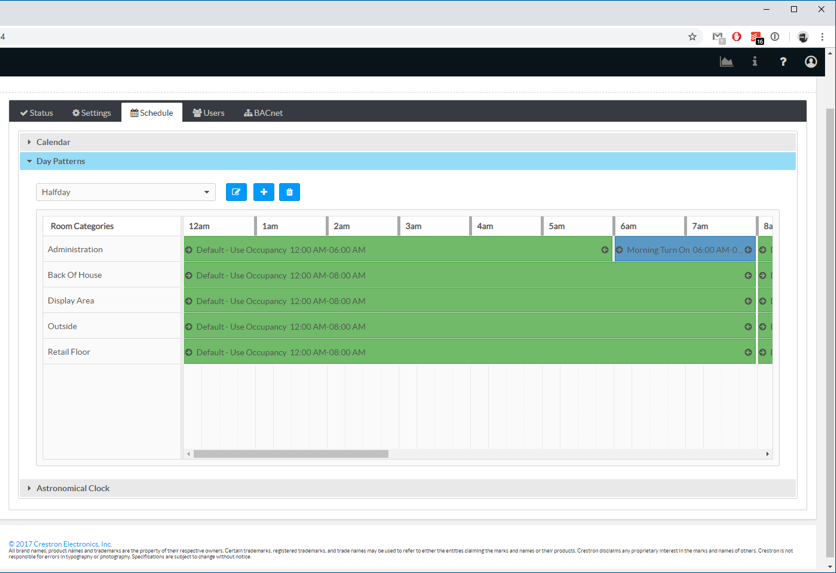 4
1
16
Status Settings Schedule Users BACnet
Calendar
Day Patterns
Halfday
Room Categories 12am 1am 2am 3am 4am 5am 6am 7am 8a
Administration Default - Use Occupancy 12:00 AM-06:00 AM Morning Turn On 06:00 AM-0...
Back Of House Default - Use Occupancy 12:00 AM-08:00 AM
Display Area Default - Use Occupancy 12:00 AM-08:00 AM
Outside Default - Use Occupancy 12:00 AM-08:00 AM
Retail Floor Default - Use Occupancy 12:00 AM-08:00 AM
Astronomical Clock
© 2017 Crestron Electronics, Inc.
All brand names, product names and trademarks are the property of their respective owners. Certain trademarks, registered trademarks, and trade names may be used to refer to either the entities claiming the marks and names or their products. Crestron disclaims any proprietary interest in the marks and names of others. Crestron is not
responsible for errors in typography or photography. Specifications are subject to change without notice.